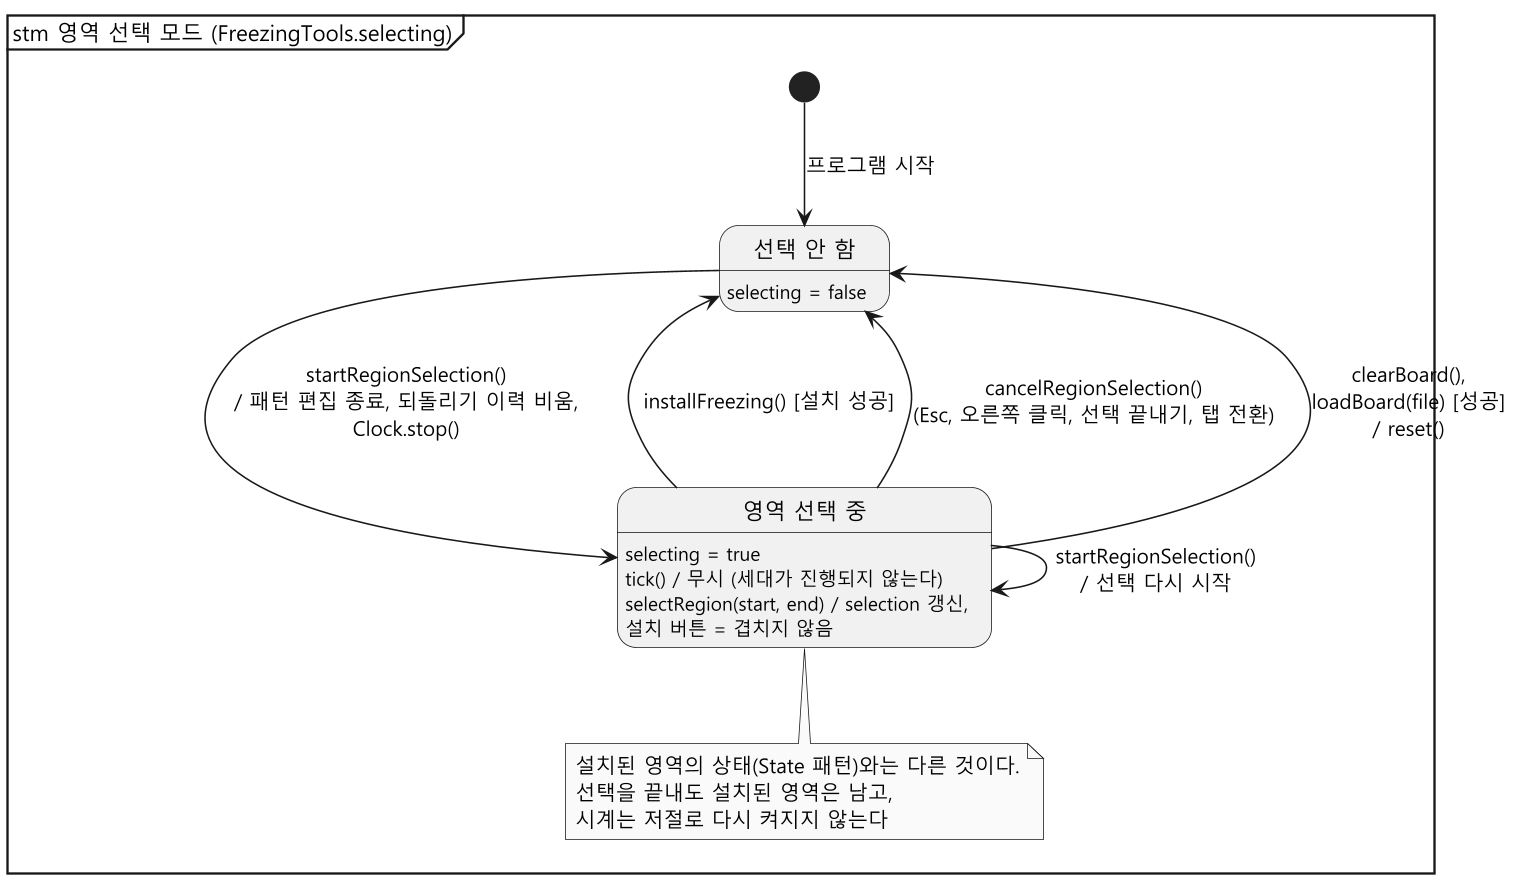 stm 영역 선택 모드 (FreezingTools.selecting)
프로그램 시작
선택 안 함
selecting = false
startRegionSelection()
/ 패턴 편집 종료, 되돌리기 이력 비움,
Clock.stop()
installFreezing() [설치 성공]
cancelRegionSelection()
(Esc, 오른쪽 클릭, 선택 끝내기, 탭 전환)
clearBoard(),
loadBoard(file) [성공]
/ reset()
영역 선택 중
selecting = true
tick() / 무시 (세대가 진행되지 않는다)
selectRegion(start, end) / selection 갱신,
설치 버튼 = 겹치지 않음
startRegionSelection()
/ 선택 다시 시작
설치된 영역의 상태(State 패턴)와는 다른 것이다.
선택을 끝내도 설치된 영역은 남고,
시계는 저절로 다시 켜지지 않는다